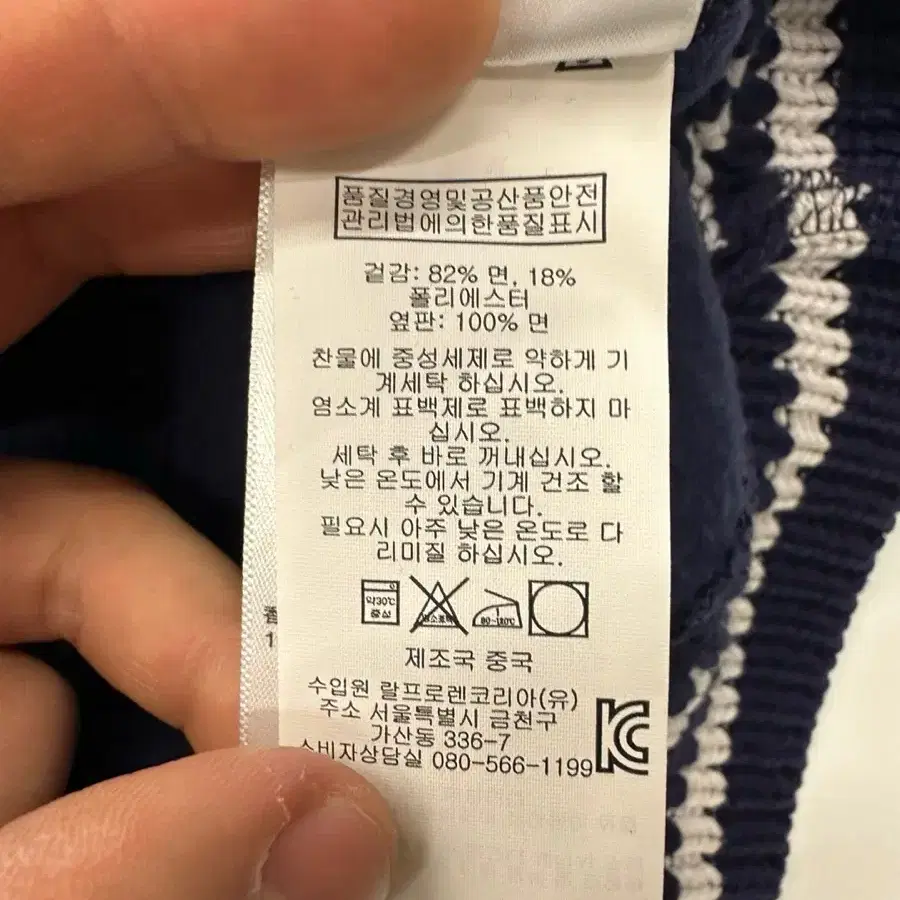 품질경영및공산품안전
관리법에의한품질표시
겉감: 82% 면, 18%
폴리에스터
옆판: 100% 면
찬물에 중성세제로 약하게 기
계세탁 하십시오.
염소계 표백제로 표백하지 마
십시오.
세탁 후 바로 꺼내십시오.
낮은 온도에서 기계 건조 할
수 있습니다.
필요시 아주 낮은 온도로 다
리미질 하십시오.
약30℃
중성
염소표백
80~120℃
제조국 중국
수입원 랄프로렌코리아(유)
주소 서울특별시 금천구
가산동 336-7
소비자상담실 080-566-1199